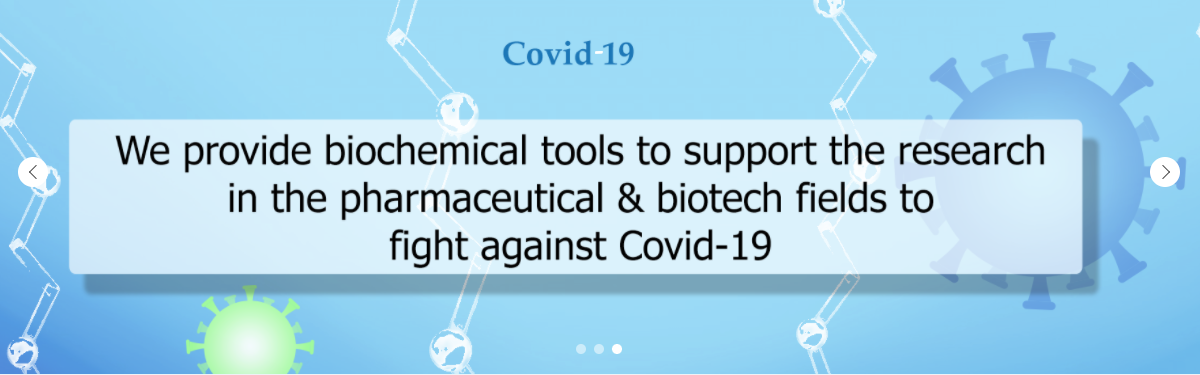 Covid-19
We provide biochemical tools to support the research
in the pharmaceutical & biotech fields to
fight against Covid-19